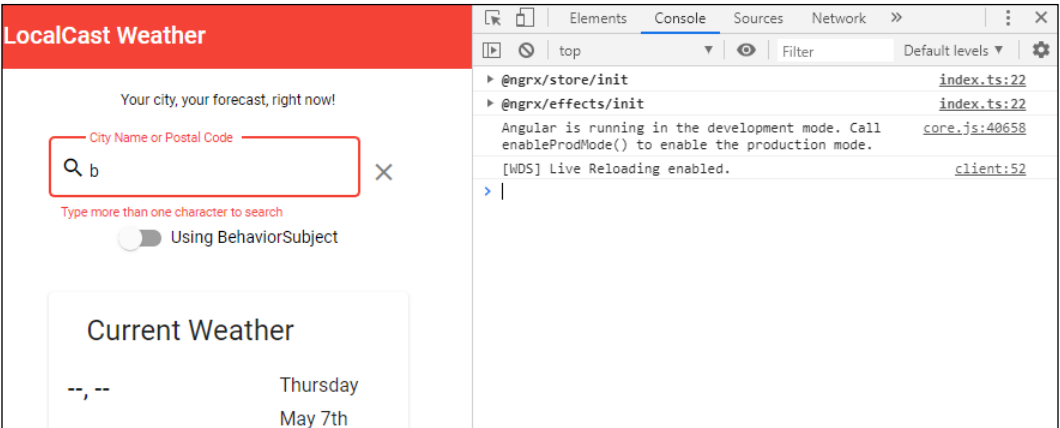 LocalCast Weather
Your city, your forecast, right now!
City Name or Postal Code
b
Type more than one character to search
Using BehaviorSubject
Current Weather
--, --
Thursday
May 7th
Elements Console Sources Network »
top Filter Default levels ▼
@ngrx/store/init index.ts:22
@ngrx/effects/init index.ts:22
Angular is running in the development mode. Call core.js:40658
enableProdMode() to enable the production mode.
[WDS] Live Reloading enabled. client:52
>